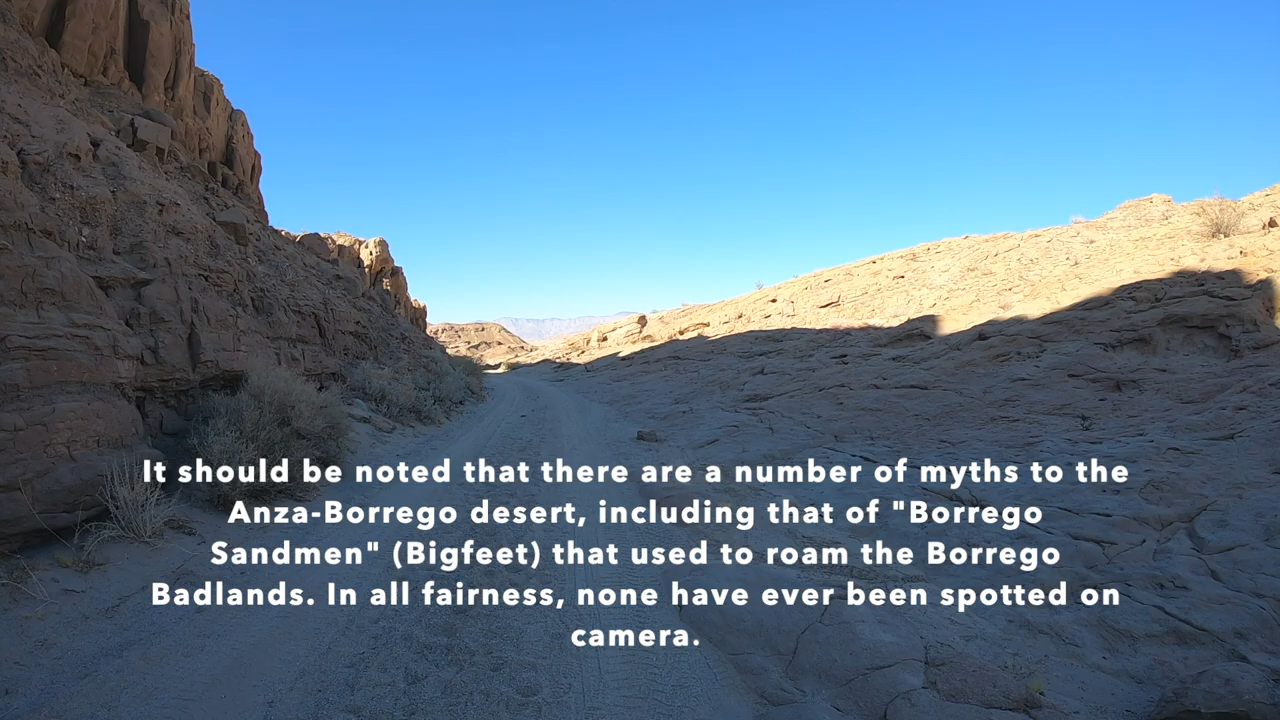 It should be noted that there are a number of myths to the
Anza-Borrego desert, including that of "Borrego
Sandmen" (Bigfeet) that used to roam the Borrego
Badlands. In all fairness, none have ever been spotted on
camera.